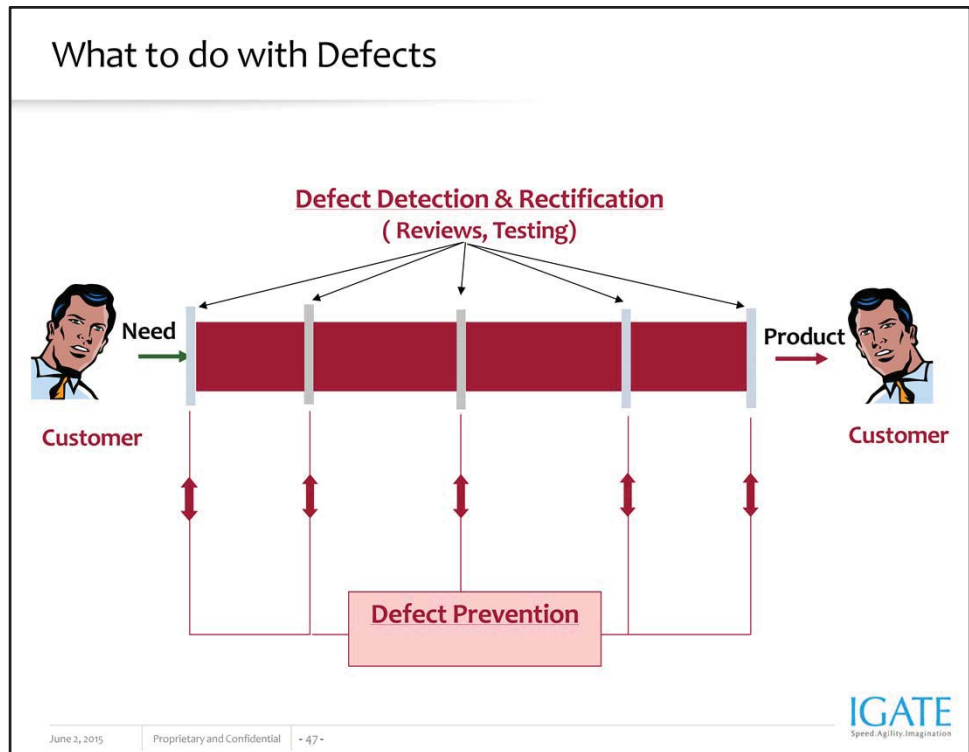 What to do with Defects
Defect Detection & Rectification
( Reviews, Testing)
Need
Product
Customer
Customer
Defect Prevention
June 2, 2015
Proprietary and Confidential
- 47 -
IGATE
Speed.Agility.Imagination